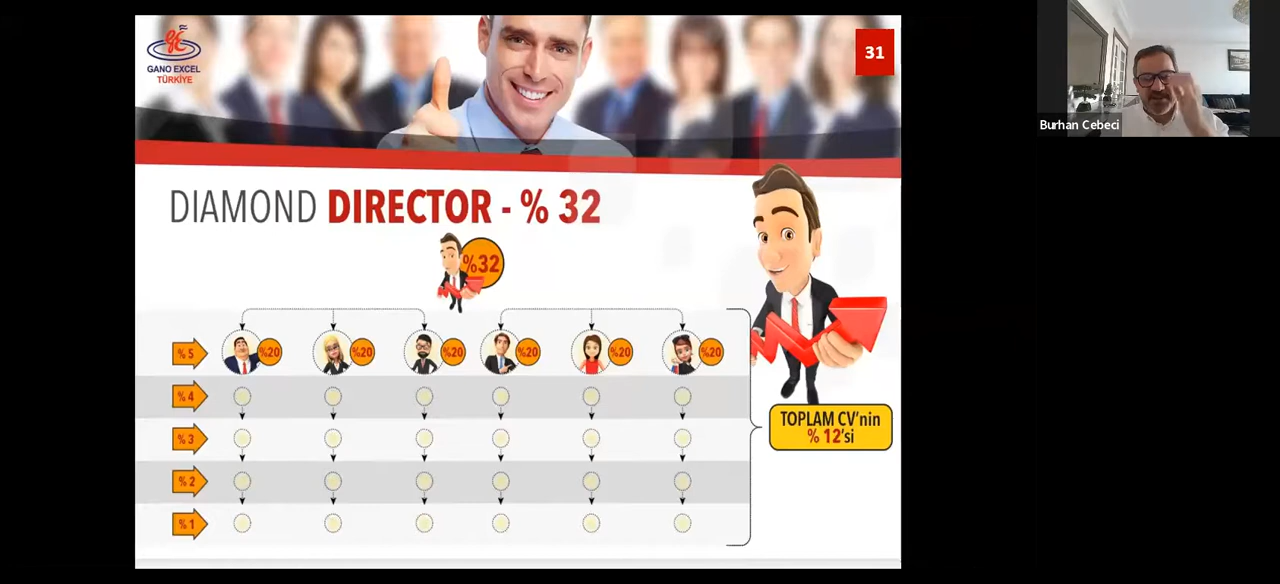 GANO EXCEL
TÜRKİYE
31
Burhan Cebeci
DIAMOND DIRECTOR - % 32
%32
% 5
%20
%20
%20
%20
%20
%20
% 4
% 3
% 2
% 1
TOPLAM CV'nin
% 12'si